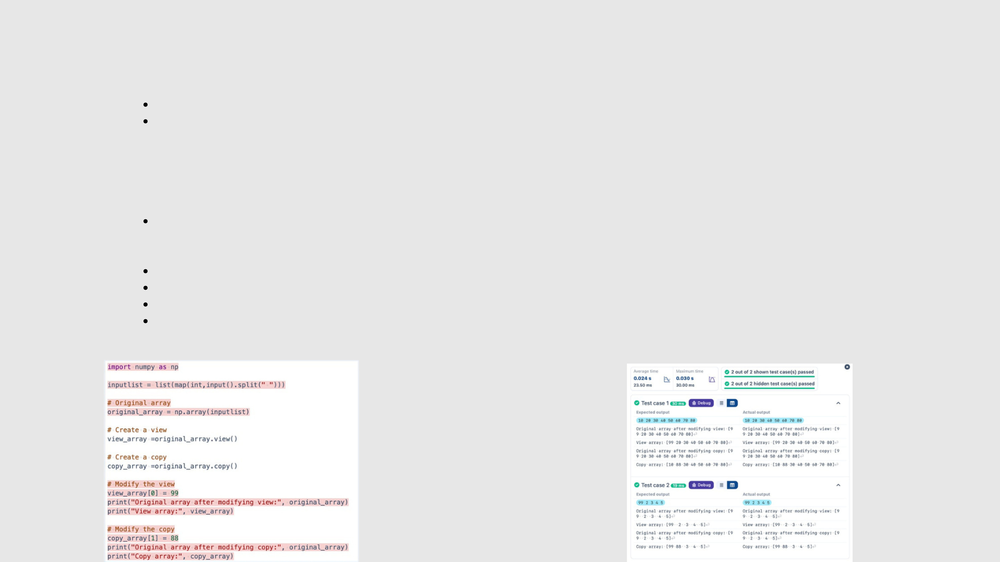 import numpy as np
inputlist = list(map(int,input().split(" ")))
# Original array
original_array = np.array(inputlist)
# Create a view
view_array =original_array.view()
# Create a copy
copy_array =original_array.copy()
# Modify the view
view_array[0] = 99
print("Original array after modifying view:", original_array)
print("View array:", view_array)
# Modify the copy
copy_array[1] = 88
print("Original array after modifying copy:", original_array)
print("Copy array:", copy_array)
Average time
0.024 s
23.50 ms
Maximum time
0.030 s
30.00 ms
2 out of 2 shown test case(s) passed
2 out of 2 hidden test case(s) passed
Test case 1 30 ms Debug
Expected output Actual output
10 20 30 40 50 60 70 80 10 20 30 40 50 60 70 80
Original array after modifying view: [9 Original array after modifying view: [9
9 20 30 40 50 60 70 80] 9 20 30 40 50 60 70 80]
View array: [99 20 30 40 50 60 70 80] View array: [99 20 30 40 50 60 70 80]
Original array after modifying copy: [9 Original array after modifying copy: [9
9 20 30 40 50 60 70 80] 9 20 30 40 50 60 70 80]
Copy array: [10 88 30 40 50 60 70 80] Copy array: [10 88 30 40 50 60 70 80]
Test case 2 19 ms Debug
Expected output Actual output
99 2 3 4 5 99 2 3 4 5
Original array after modifying view: [9 Original array after modifying view: [9
9  2  3  4  5] 9  2  3  4  5]
View array: [99  2  3  4  5] View array: [99  2  3  4  5]
Original array after modifying copy: [9 Original array after modifying copy: [9
9  2  3  4  5] 9  2  3  4  5]
Copy array: [99 88  3  4  5] Copy array: [99 88  3  4  5]